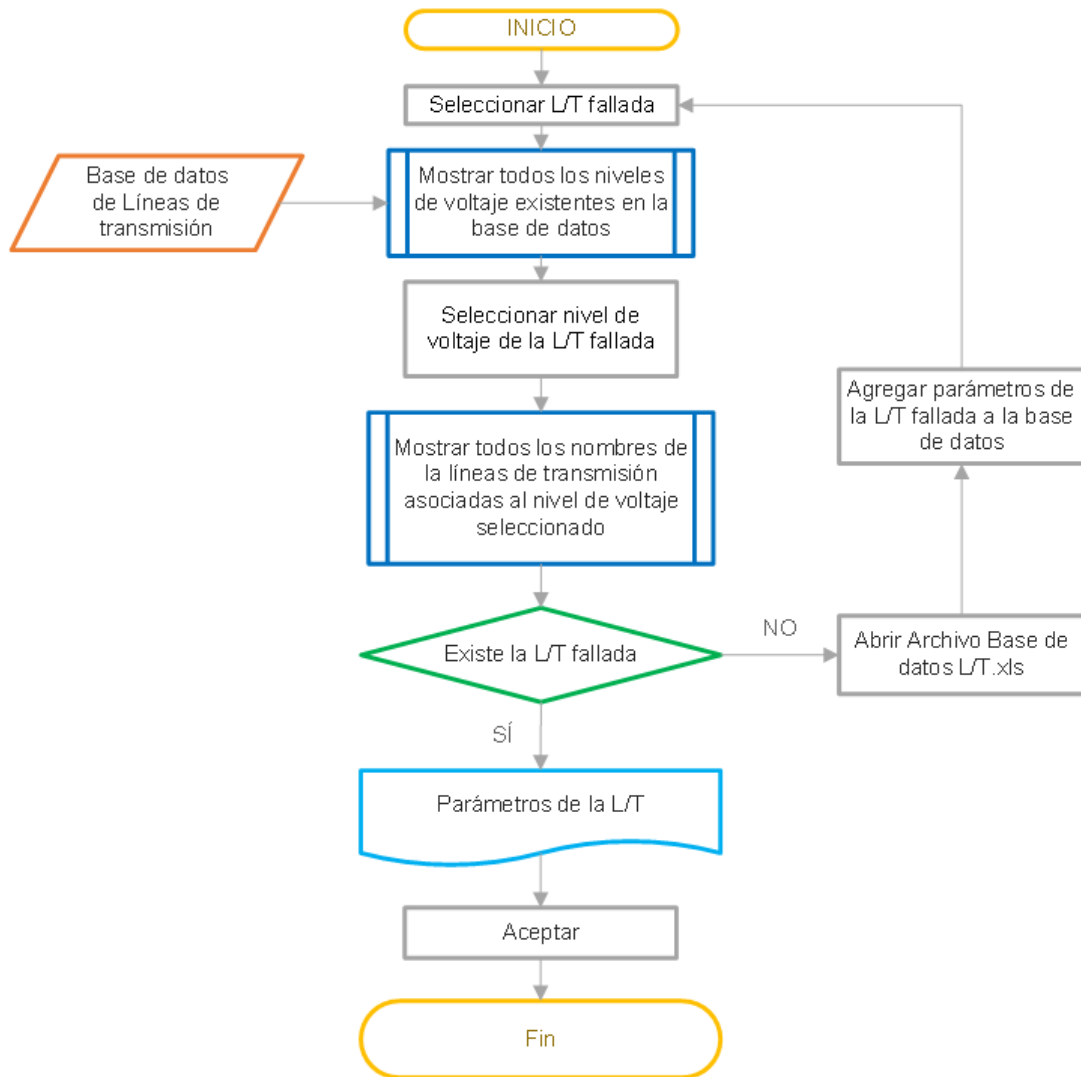 INICIO
Seleccionar L/T fallada
Base de datos
de Líneas de
transmisión
Mostrar todos los niveles
de voltaje existentes en la
base de datos
Seleccionar nivel de
voltaje de la L/T fallada
Agregar parámetros de
la L/T fallada a la base
de datos
Mostrar todos los nombres de
la líneas de transmisión
asociadas al nivel de voltaje
seleccionado
Existe la L/T fallada
NO
Abrir Archivo Base de
datos L/T.xls
SÍ
Parámetros de la L/T
Aceptar
Fin